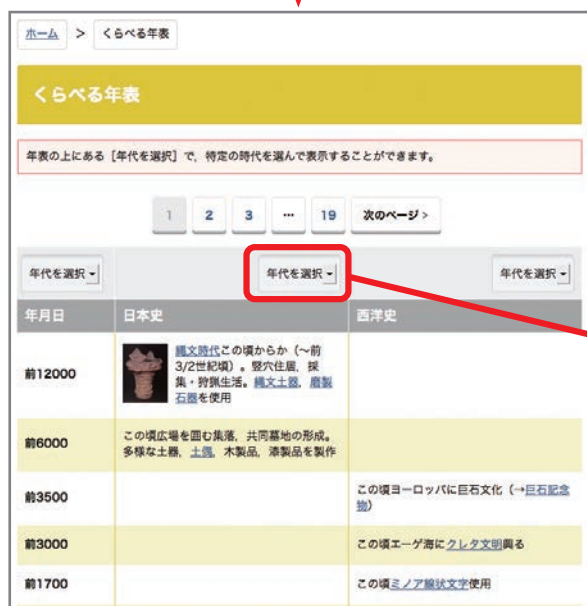 ホーム > くらべる年表
くらべる年表
年表の上にある［年代を選択］で，特定の時代を選んで表示することができます。
1 2 3 … 19 次のページ >
年代を選択 年代を選択 年代を選択
年月日 日本史 西洋史
前12000
縄文時代この頃からか（～前
3/2世紀頃）。竪穴住居，採
集・狩猟生活。縄文土器，磨製
石器を使用
前6000
この頃広場を囲む集落，共同墓地の形成。
多様な土器，土偶，木製品，漆製品を製作
前3500
この頃ヨーロッパに巨石文化（→巨石記念
物）
前3000 この頃エーゲ海にクレタ文明興る
前1700 この頃ミノア線状文字使用